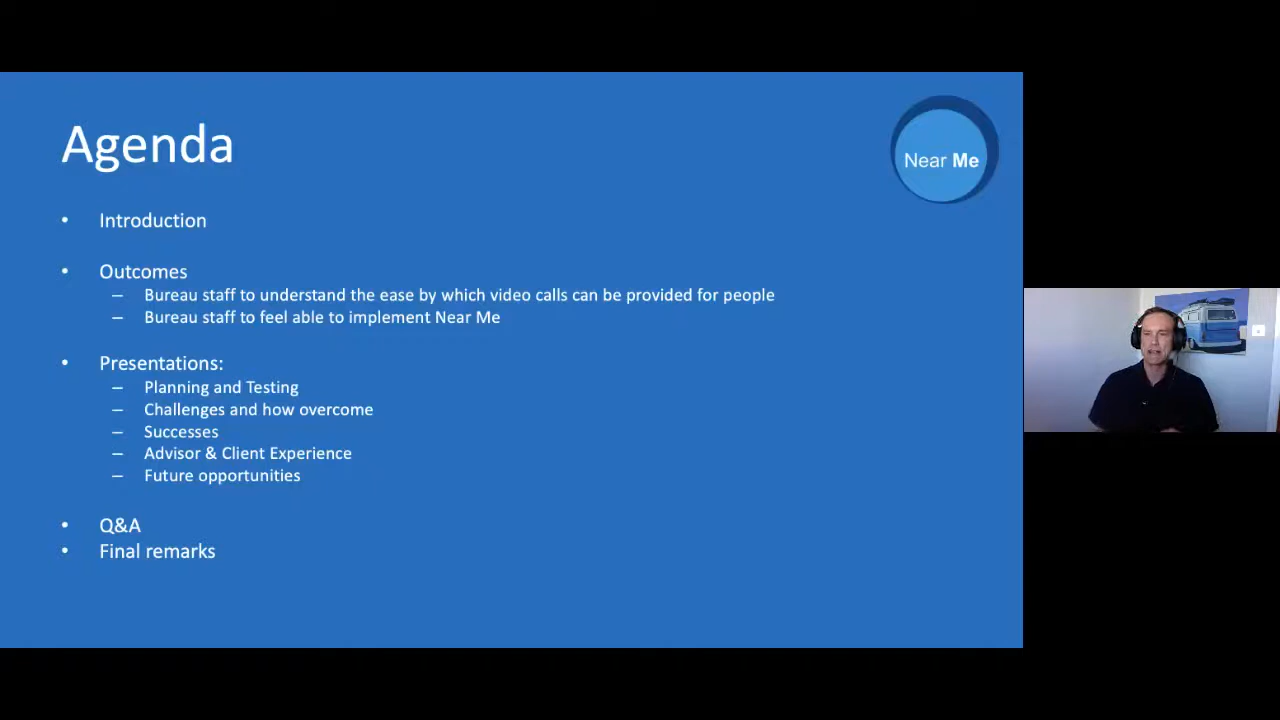 Agenda
Near Me
• Introduction
• Outcomes
– Bureau staff to understand the ease by which video calls can be provided for people
– Bureau staff to feel able to implement Near Me
• Presentations:
– Planning and Testing
– Challenges and how overcome
– Successes
– Advisor & Client Experience
– Future opportunities
• Q&A
• Final remarks